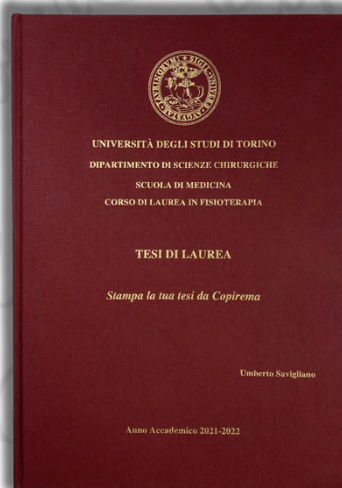 UNIVERSITÀ DEGLI STUDI DI TORINO
DIPARTIMENTO DI SCIENZE CHIRURGICHE
SCUOLA DI MEDICINA
CORSO DI LAUREA IN FISIOTERAPIA
TESI DI LAUREA
Stampa la tua tesi da Copirema
Umberto Savigliano
Anno Accademico 2021-2022